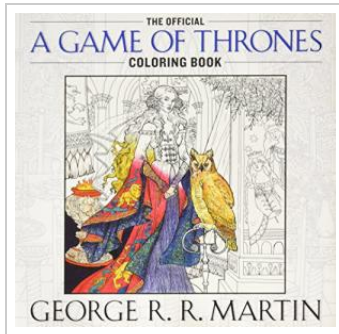 THE OFFICIAL
A GAME OF THRONES
COLORING BOOK
GEORGE R. R. MARTIN